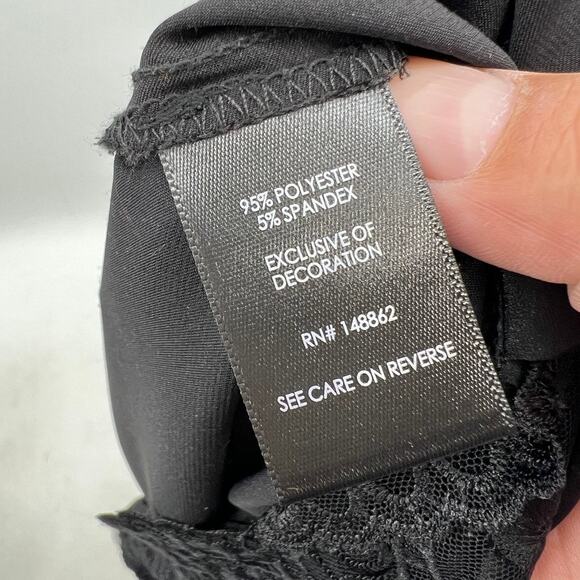 95% POLYESTER
5% SPANDEX
EXCLUSIVE OF
DECORATION
RN# 148862
SEE CARE ON REVERSE